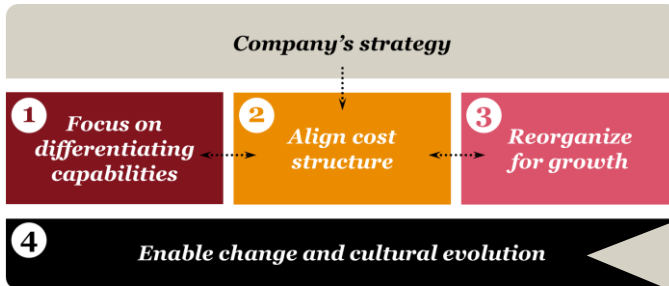 Company's strategy
1
Focus on
differentiating
capabilities
2
Align cost
structure
3
Reorganize
for growth
4
Enable change and cultural evolution